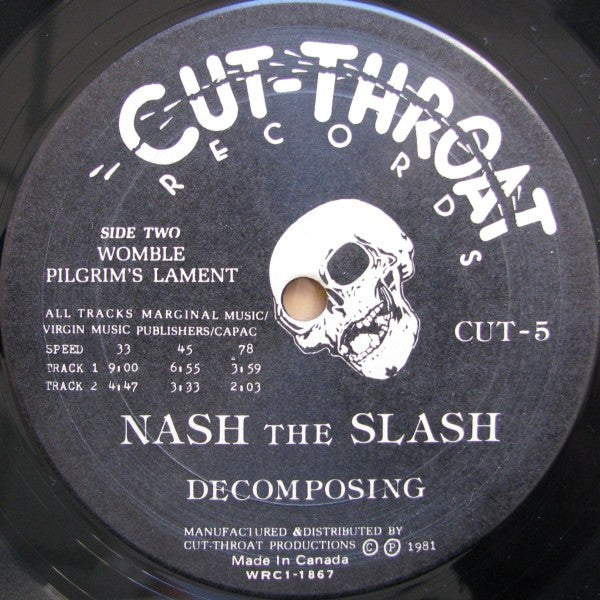 CUT-THROAT
RECORDS
SIDE TWO
WOMBLE
PILGRIM'S LAMENT
ALL TRACKS MARGINAL MUSIC/
VIRGIN MUSIC PUBLISHERS/CAPAC
SPEED 33 45 78
TRACK 1 9:00 6:55 3:59
TRACK 2 4:47 3:33 2:03
CUT-5
NASH THE SLASH
DECOMPOSING
MANUFACTURED &DISTRIBUTED BY
CUT-THROAT PRODUCTIONS Ⓒ Ⓟ 1981
Made In Canada
WRC1-1867